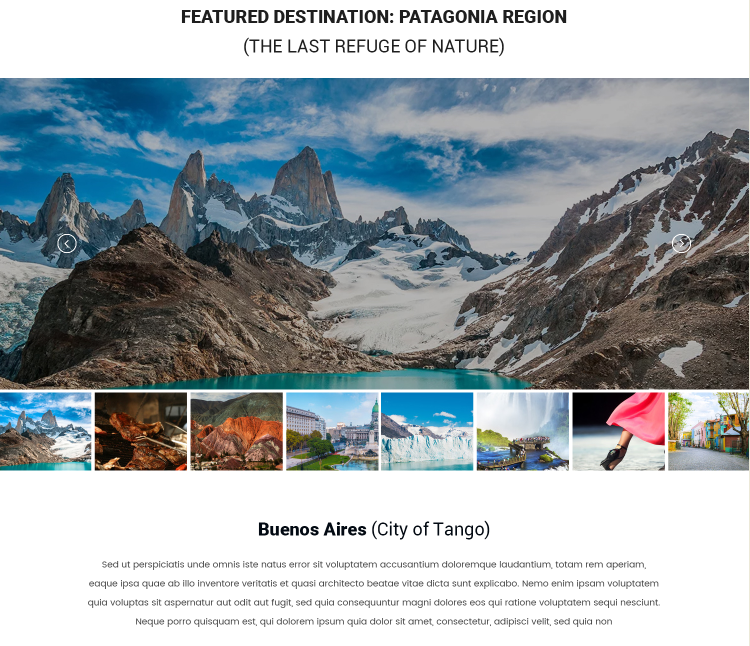 FEATURED DESTINATION: PATAGONIA REGION
(THE LAST REFUGE OF NATURE)
Buenos Aires (City of Tango)
Sed ut perspiciatis unde omnis iste natus error sit voluptatem accusantium doloremque laudantium, totam rem aperiam,
eaque ipsa quae ab illo inventore veritatis et quasi architecto beatae vitae dicta sunt explicabo. Nemo enim ipsam voluptatem
quia voluptas sit aspernatur aut odit aut fugit, sed quia consequuntur magni dolores eos qui ratione voluptatem sequi nesciunt.
Neque porro quisquam est, qui dolorem ipsum quia dolor sit amet, consectetur, adipisci velit, sed quia non